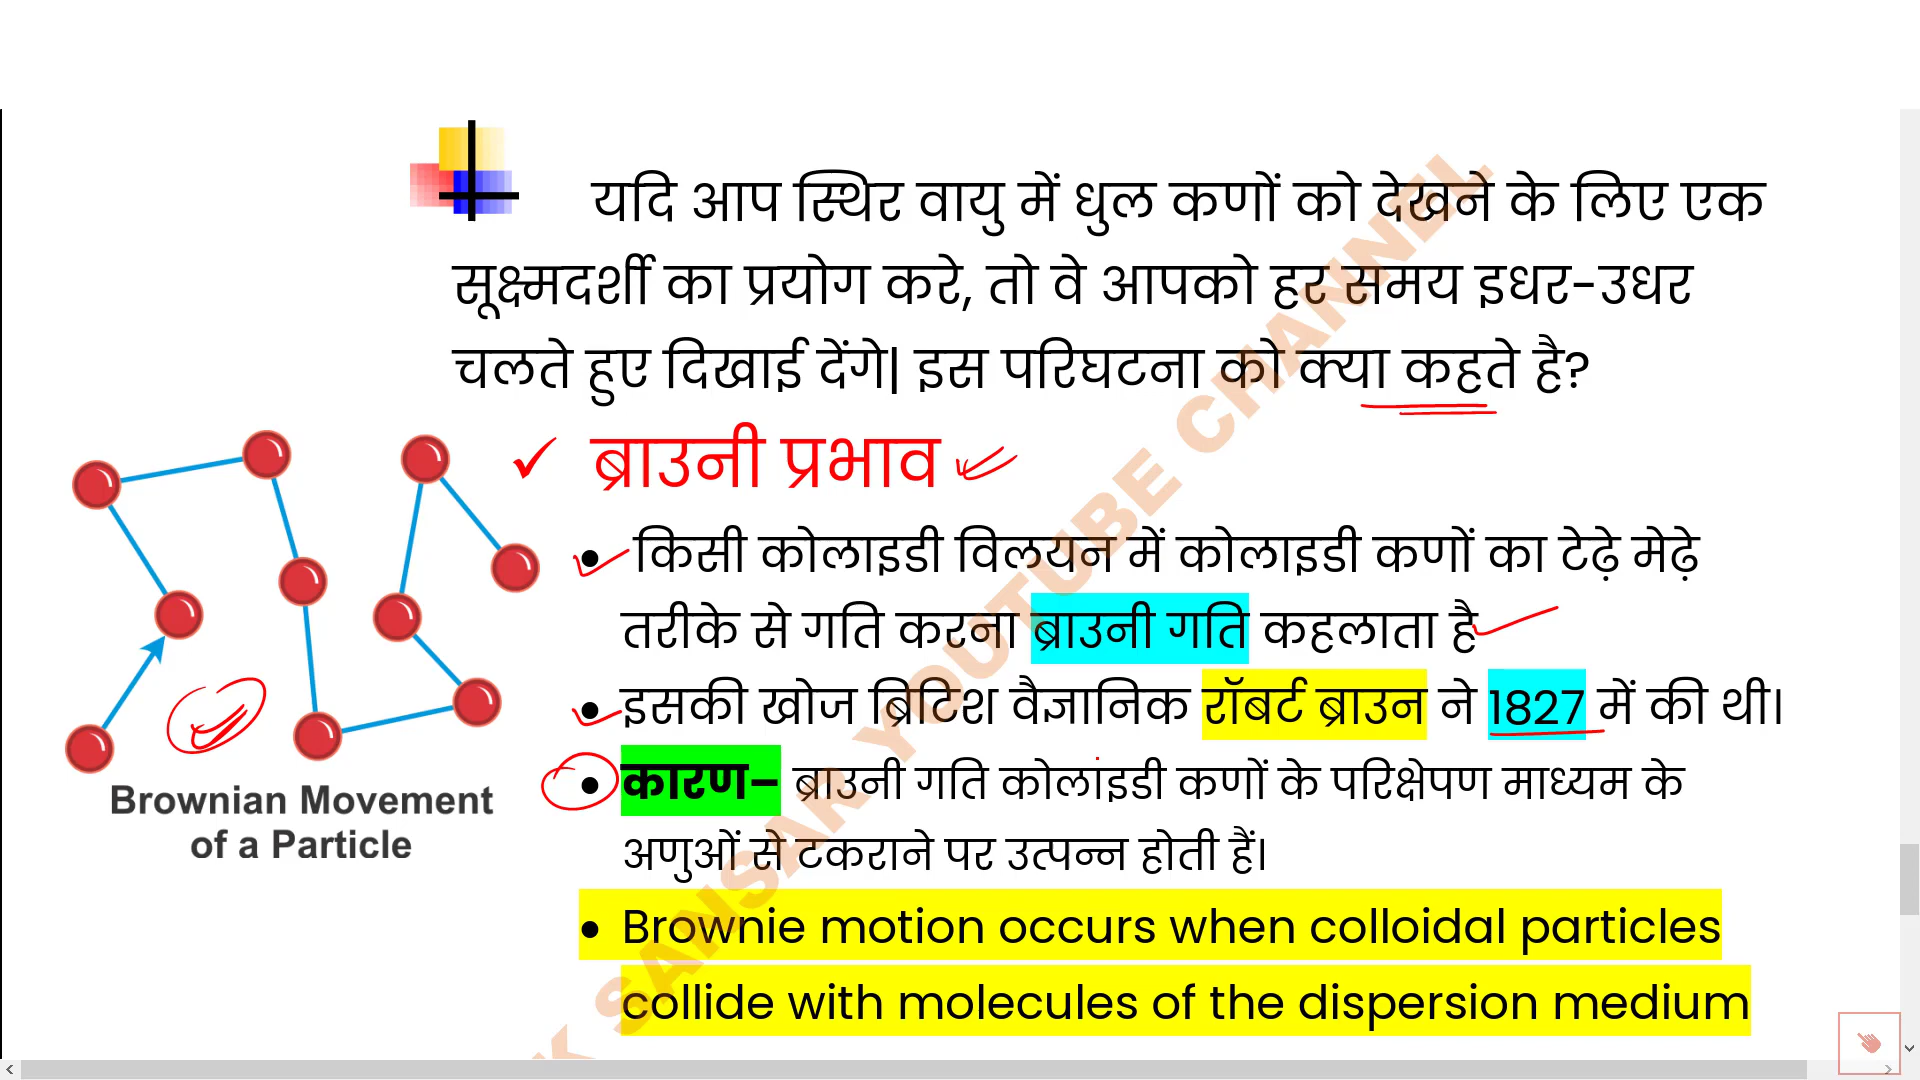 यदि आप स्थिर वायु में धुल कणों को देखने के लिए एक
सूक्ष्मदर्शी का प्रयोग करे, तो वे आपको हर समय इधर-उधर
चलते हुए दिखाई देंगे| इस परिघटना को क्या कहते है?
✓ ब्राउनी प्रभाव
• किसी कोलाइडी विलयन में कोलाइडी कणों का टेढ़े मेढ़े
तरीके से गति करना ब्राउनी गति कहलाता है
• इसकी खोज ब्रिटिश वैज्ञानिक रॉबर्ट ब्राउन ने 1827 में की थी।
• कारण– ब्राउनी गति कोलाइडी कणों के परिक्षेपण माध्यम के
अणुओं से टकराने पर उत्पन्न होती हैं।
• Brownie motion occurs when colloidal particles
collide with molecules of the dispersion medium
Brownian Movement
of a Particle
K SANSAR YOUTUBE CHANNEL